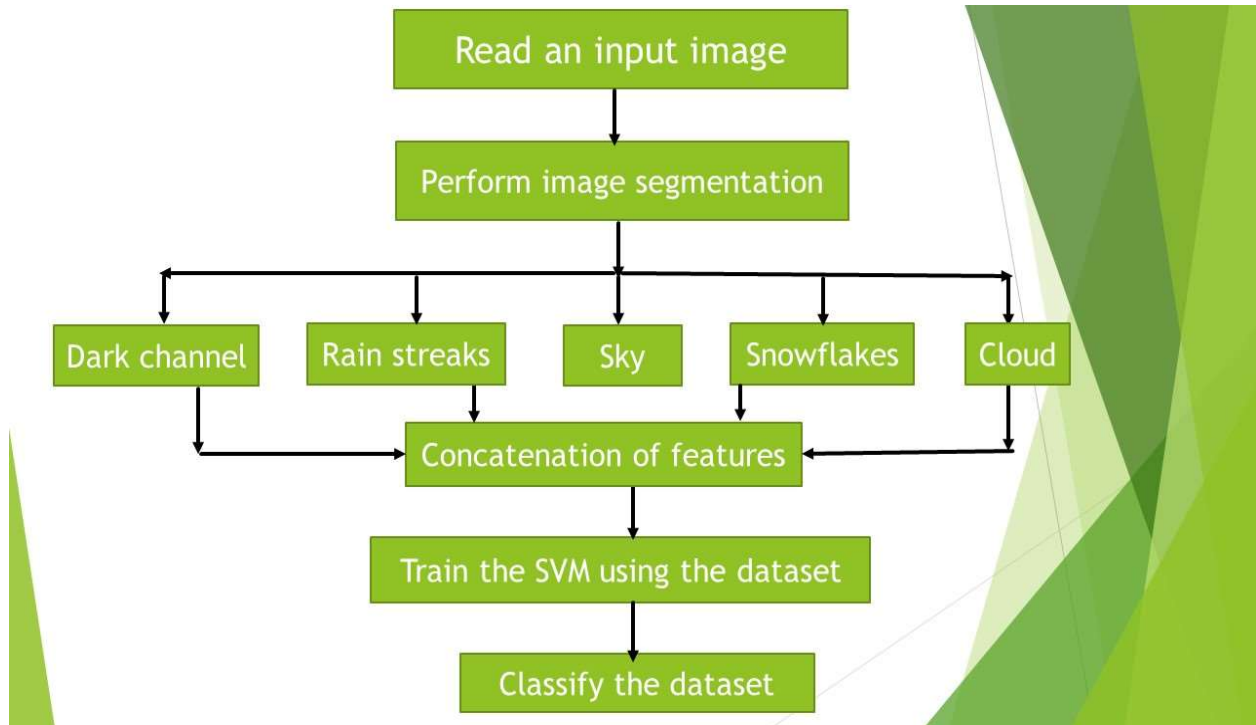 Read an input image
Perform image segmentation
Dark channel
Rain streaks
Sky
Snowflakes
Cloud
Concatenation of features
Train the SVM using the dataset
Classify the dataset